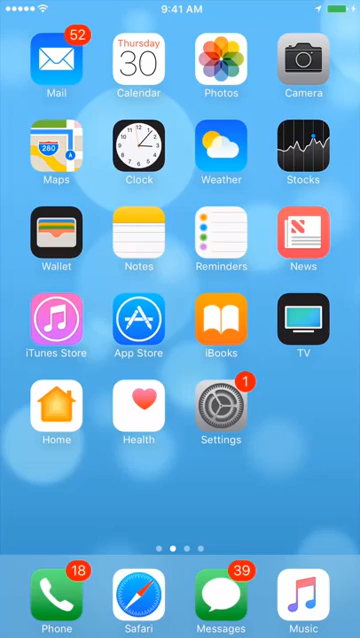 9:41 AM
52
Thursday
30
Mail Calendar Photos Camera
280
Maps Clock Weather Stocks
Wallet Notes Reminders News
iTunes Store App Store iBooks TV
1
Home Health Settings
18 39
Phone Safari Messages Music